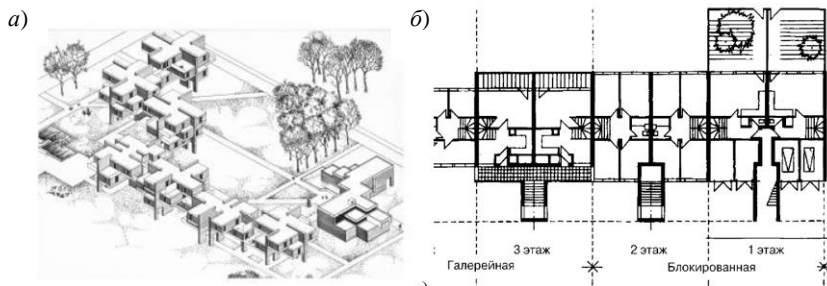 а)
б)
3 этаж
2 этаж
1 этаж
Галерейная
Блокированная